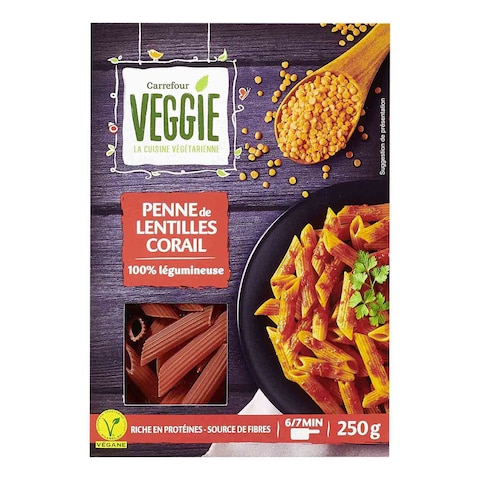 Carrefour
VEGGIE
LA CUISINE VÉGÉTARIENNE
Suggestion de présentation
PENNE de
LENTILLES
CORAIL
100% légumineuse
V
VÉGANE
RICHE EN PROTÉINES - SOURCE DE FIBRES
6/7MIN
250g